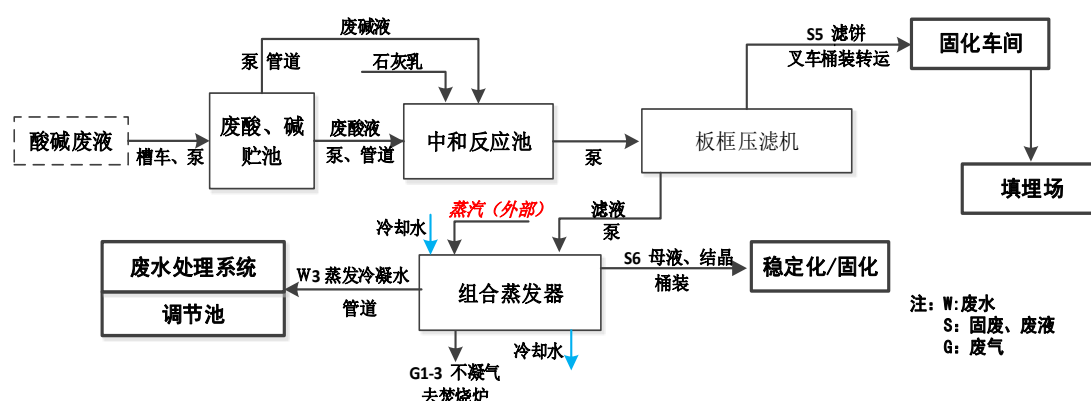 废碱液
泵 管道
石灰乳
S5 滤饼
叉车桶装转运
固化车间
酸碱废液
槽车、泵
废酸、碱
贮池
废酸液
泵、管道
中和反应池
泵
板框压滤机
填埋场
蒸汽（外部）
冷却水
滤液
泵
废水处理系统
调节池
W3 蒸发冷凝水
管道
组合蒸发器
S6 母液、结晶
桶装
稳定化/固化
注：W:废水
S：固废、废液
G：废气
冷却水
G1-3 不凝气
去焚烧炉